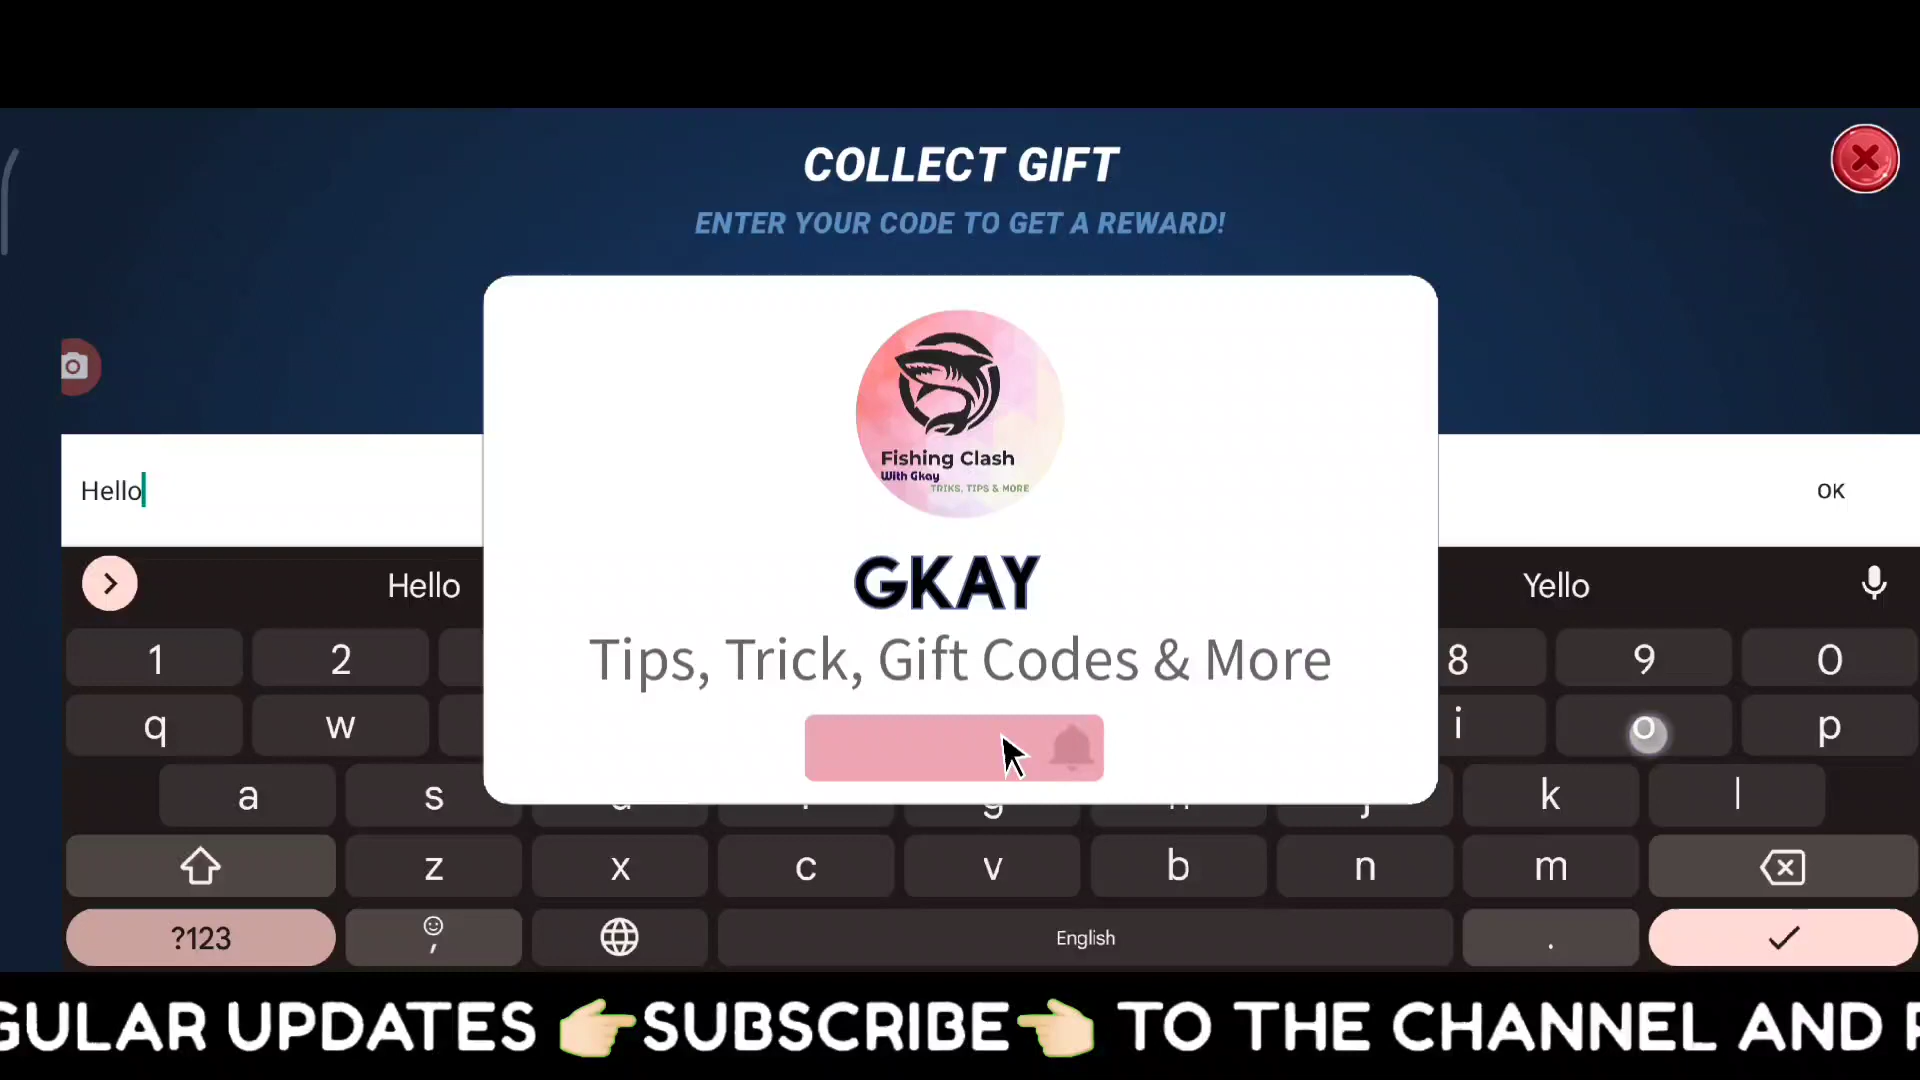 COLLECT GIFT
ENTER YOUR CODE TO GET A REWARD!
Fishing Clash
With Gkay
TRIKS, TIPS & MORE
Hello
OK
GKAY
Hello
Yello
Tips, Trick, Gift Codes & More
1 2 8 9 0
q w i o p
a s g j k l
z x c v b n m
?123 , English .
GULAR UPDATES 👉SUBSCRIBE👈 TO THE CHANNEL AND